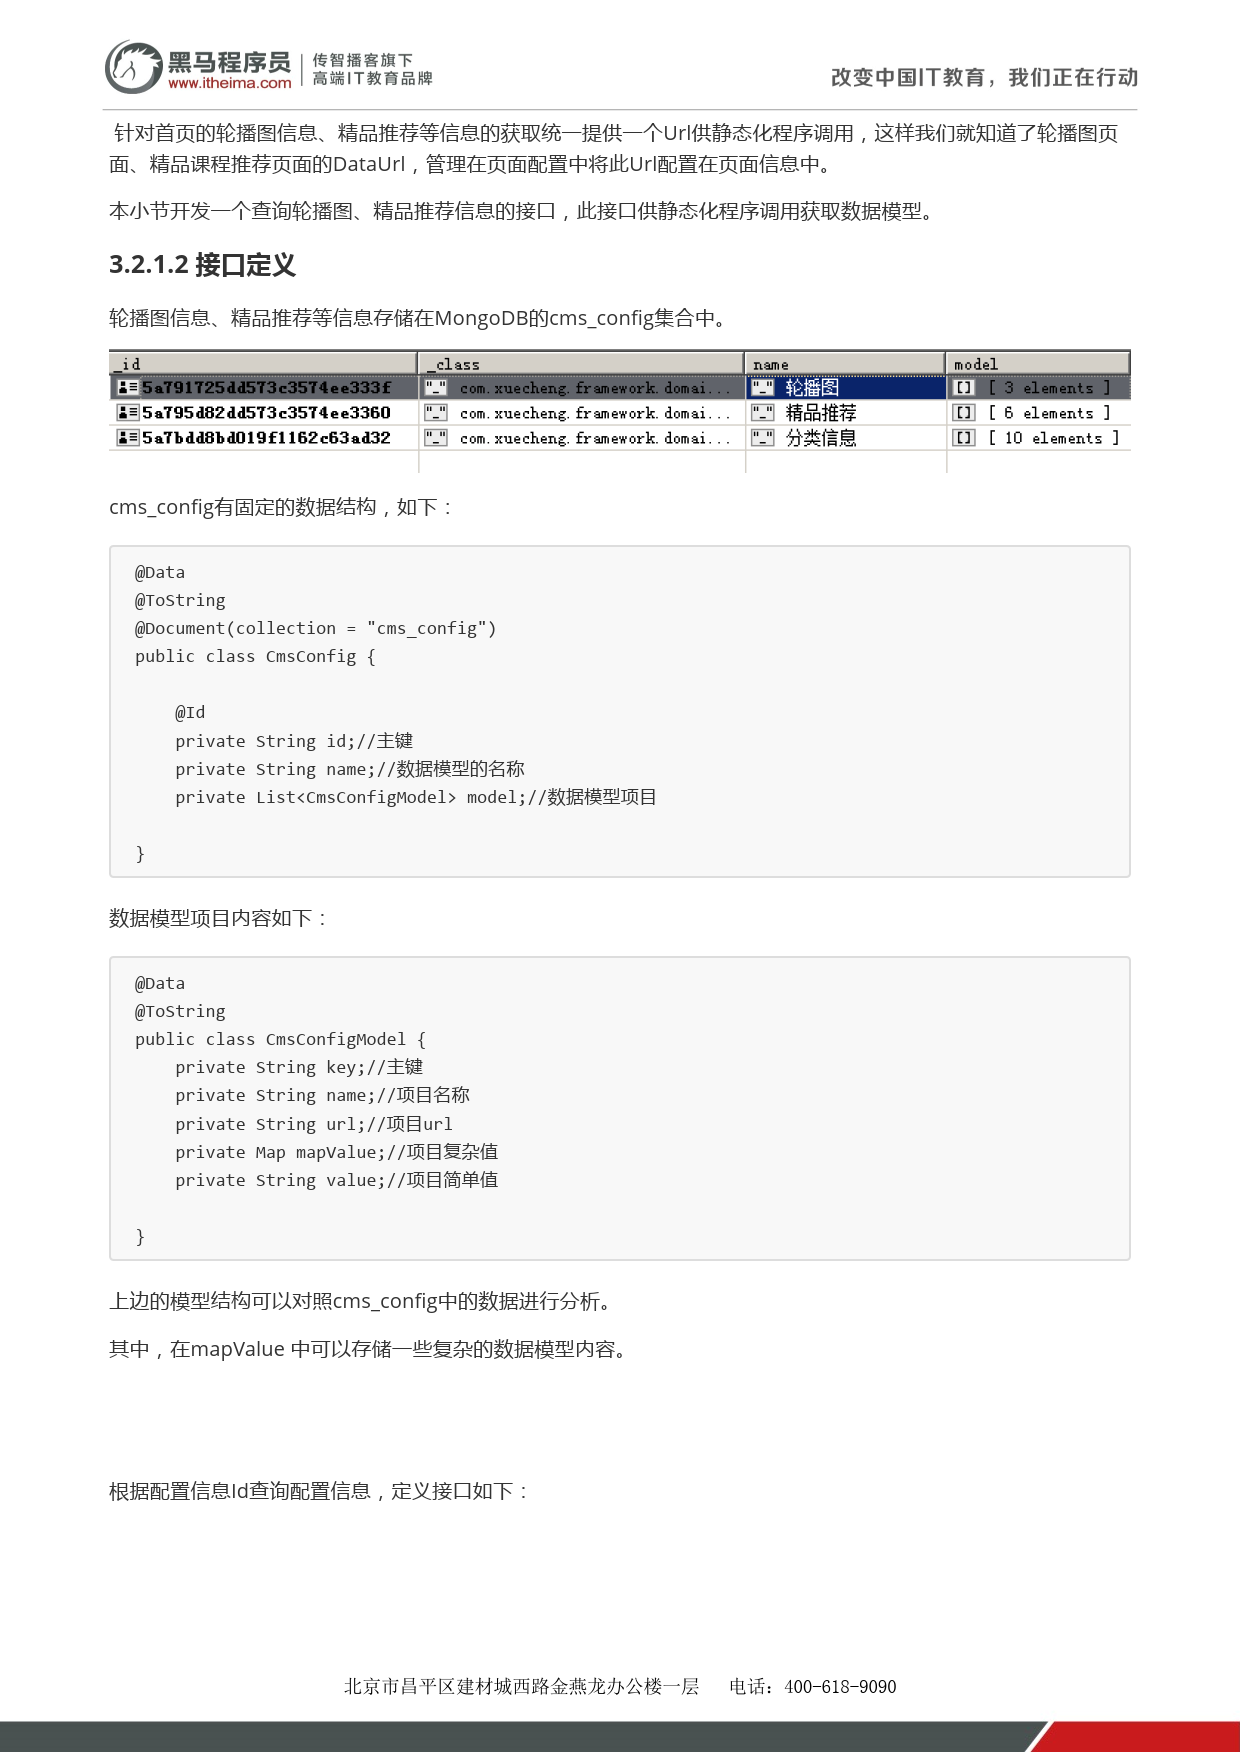 黑马程序员
www.itheima.com
传智播客旗下
高端IT教育品牌
改变中国IT教育，我们正在行动
针对首页的轮播图信息、精品推荐等信息的获取统一提供一个Url供静态化程序调用，这样我们就知道了轮播图页
面、精品课程推荐页面的DataUrl，管理在页面配置中将此Url配置在页面信息中。
本小节开发一个查询轮播图、精品推荐信息的接口，此接口供静态化程序调用获取数据模型。
3.2.1.2 接口定义
轮播图信息、精品推荐等信息存储在MongoDB的cms_config集合中。
_id _class name model
5a791725dd573c3574ee333f "_" com.xuecheng.framework.domai... "_" 轮播图 [] [ 3 elements ]
5a795d82dd573c3574ee3360 "_" com.xuecheng.framework.domai... "_" 精品推荐 [] [ 6 elements ]
5a7bdd8bd019f1162c63ad32 "_" com.xuecheng.framework.domai... "_" 分类信息 [] [ 10 elements ]
cms_config有固定的数据结构，如下：
@Data
@ToString
@Document(collection = "cms_config")
public class CmsConfig {
@Id
private String id;//主键
private String name;//数据模型的名称
private List<CmsConfigModel> model;//数据模型项目
}
数据模型项目内容如下：
@Data
@ToString
public class CmsConfigModel {
private String key;//主键
private String name;//项目名称
private String url;//项目url
private Map mapValue;//项目复杂值
private String value;//项目简单值
}
上边的模型结构可以对照cms_config中的数据进行分析。
其中，在mapValue 中可以存储一些复杂的数据模型内容。
根据配置信息Id查询配置信息，定义接口如下：
北京市昌平区建材城西路金燕龙办公楼一层 电话：400-618-9090